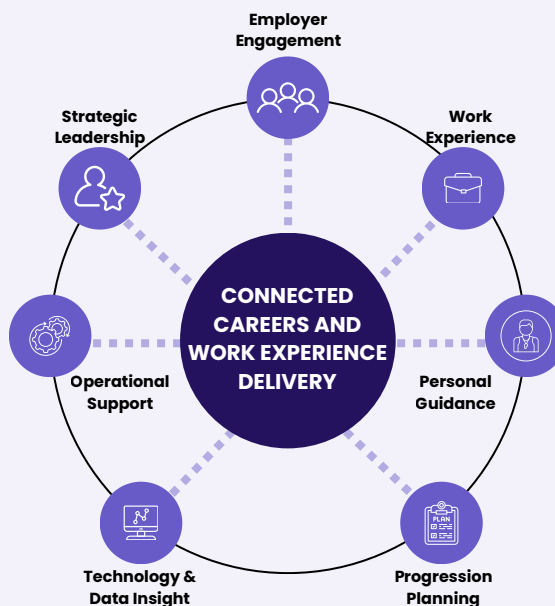 Employer
Engagement
Strategic
Leadership
Work
Experience
CONNECTED
CAREERS AND
WORK EXPERIENCE
DELIVERY
Operational
Support
Personal
Guidance
PLAN
Technology &
Data Insight
Progression
Planning